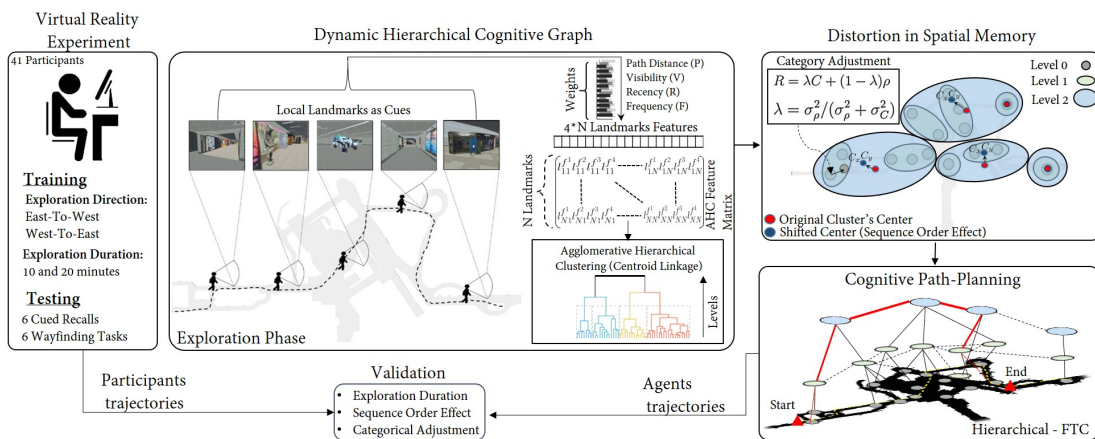 Virtual Reality
Experiment
41 Participants
Training
Exploration Direction:
East-To-West
West-To-East
Exploration Duration:
10 and 20 minutes
Testing
6 Cued Recalls
6 Wayfinding Tasks
Dynamic Hierarchical Cognitive Graph
Local Landmarks as Cues
Exploration Phase
Weights
Path Distance (P)
Visibility (V)
Recency (R)
Frequency (F)
4*N Landmarks Features
N Landmarks
AHC Feature
Matrix
Agglomerative Hierarchical
Clustering (Centroid Linkage)
Levels
Distortion in Spatial Memory
Category Adjustment
R = λC + (1 − λ)ρ
λ = σ²ρ/(σ²ρ + σ²C)
Level 0
Level 1
Level 2
C'x C'y
Original Cluster's Center
Shifted Center (Sequence Order Effect)
Cognitive Path-Planning
End
Start
Hierarchical - FTC
Participants
trajectories
Validation
• Exploration Duration
• Sequence Order Effect
• Categorical Adjustment
Agents
trajectories